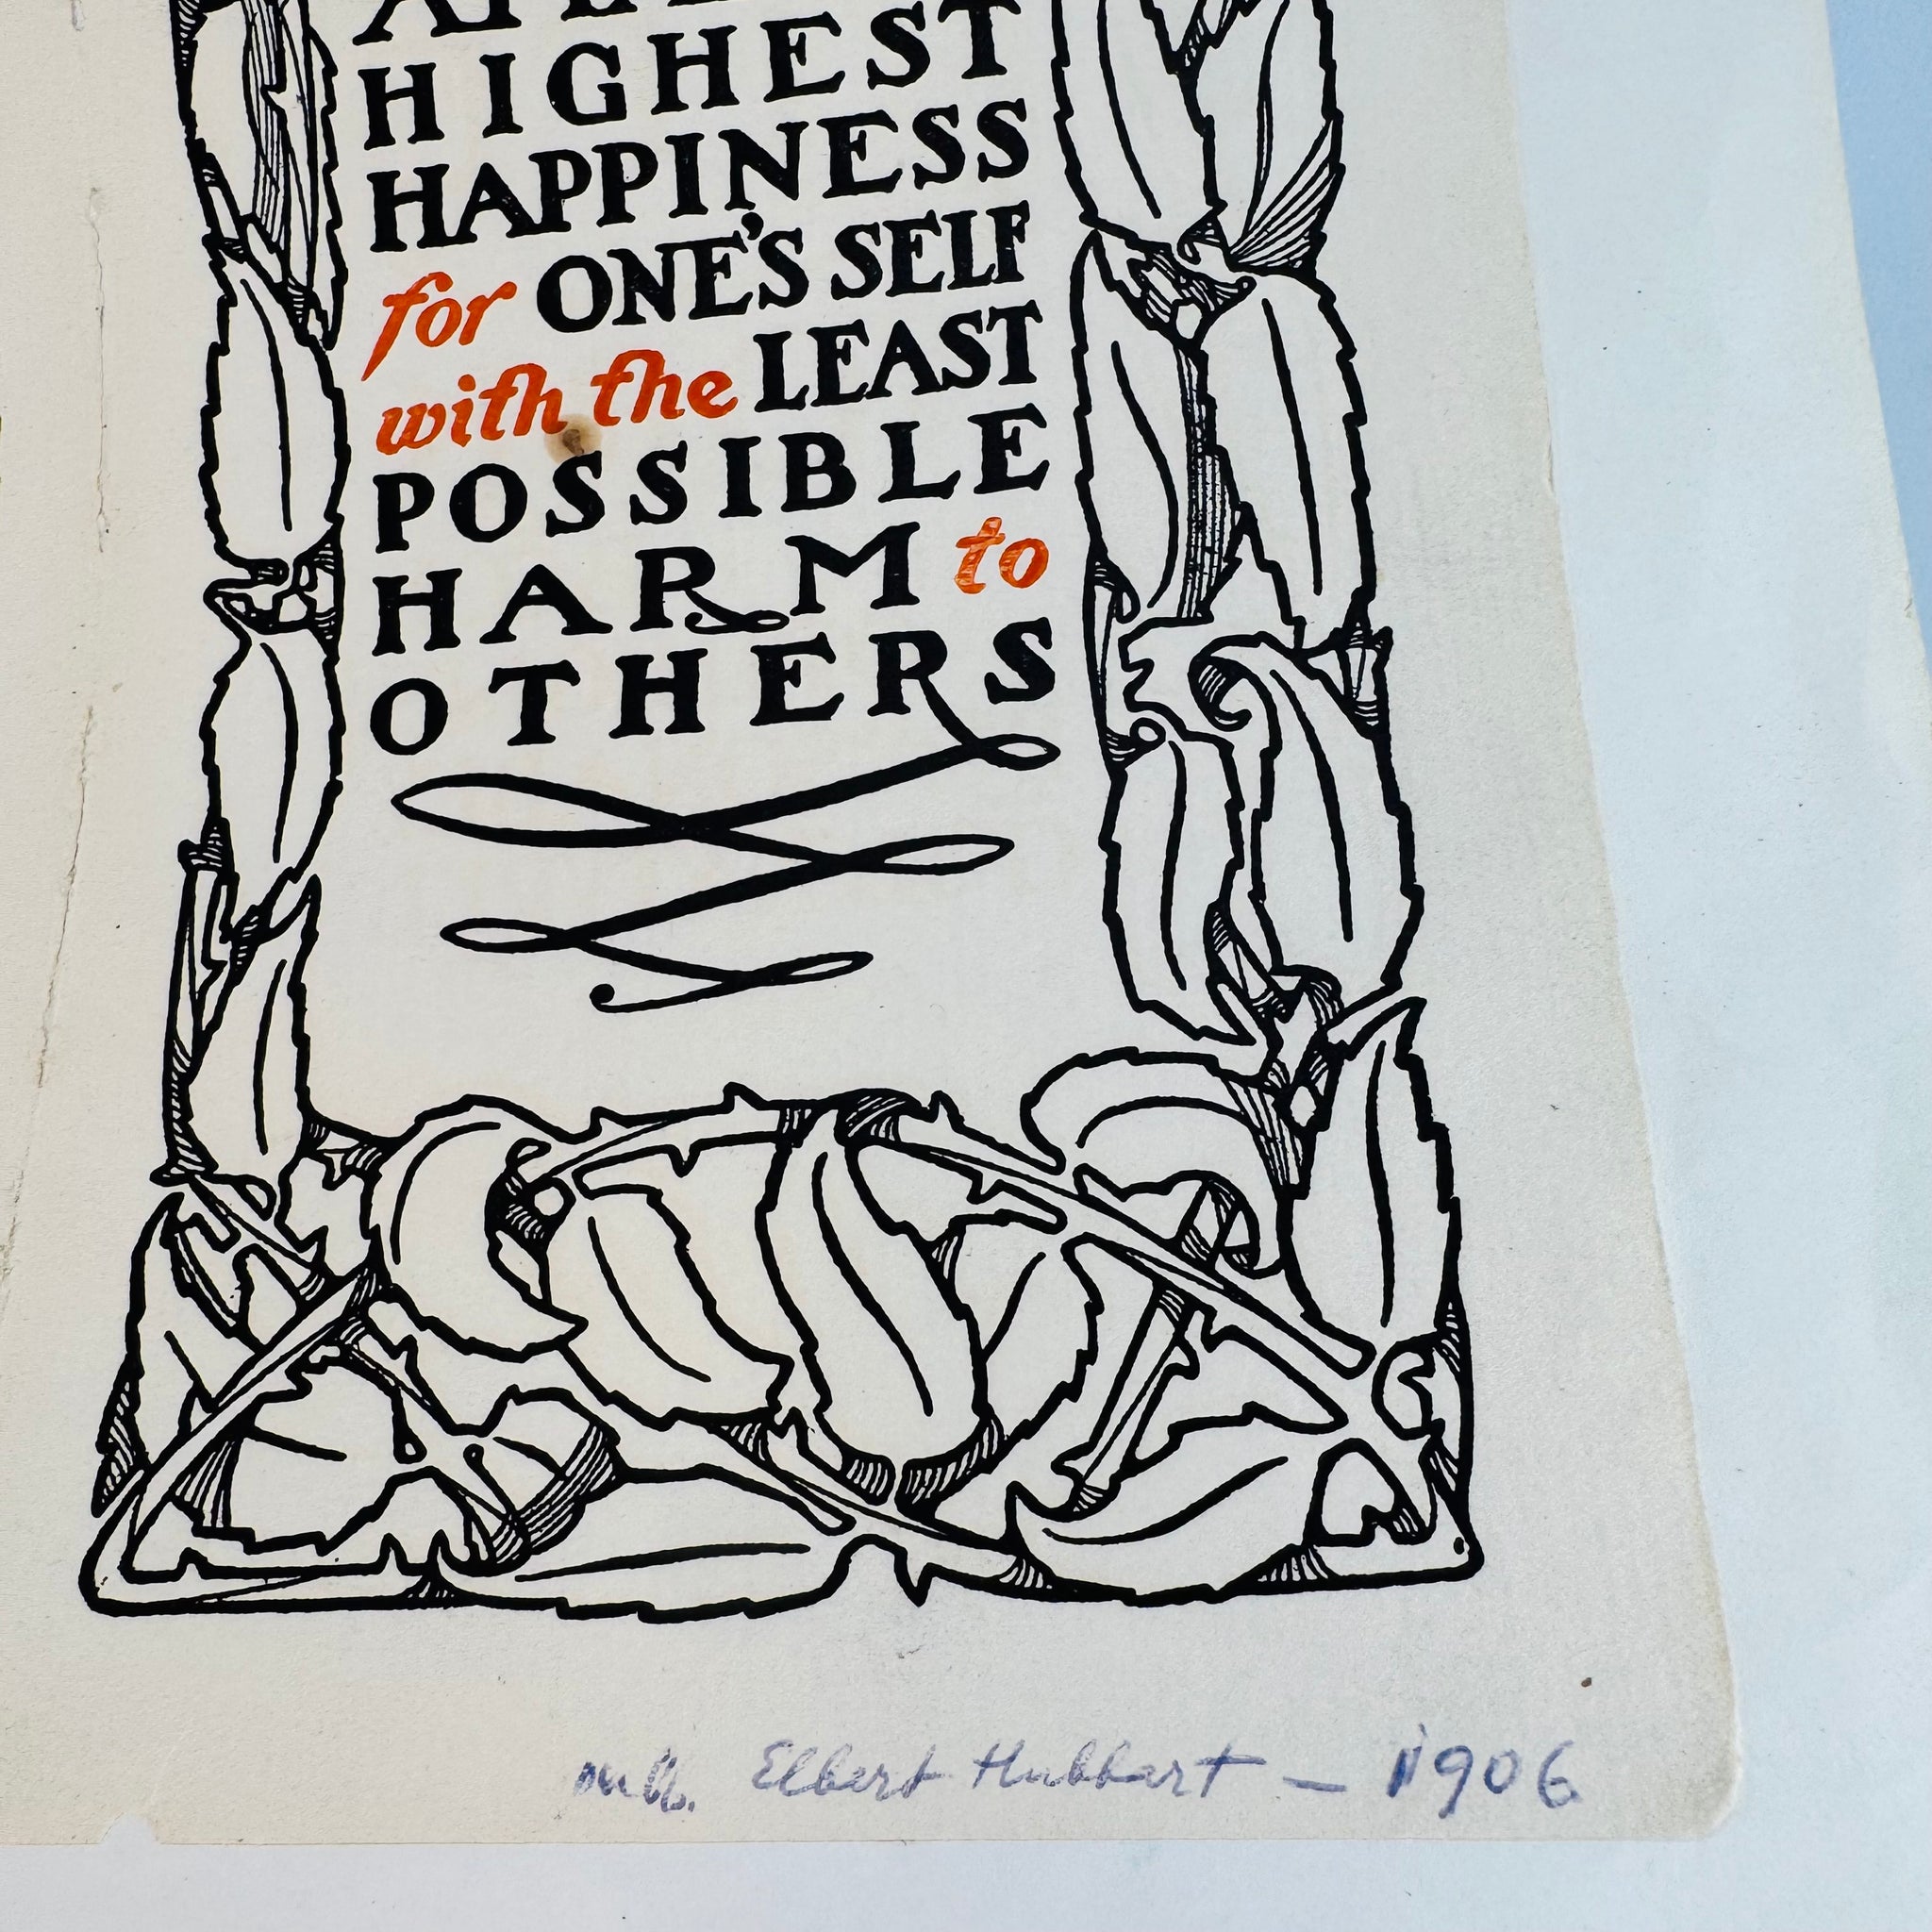 HIGHEST
HAPPINESS
for ONE'S SELF
with the LEAST
POSSIBLE
HARM to
OTHERS
Elbert Hubbart — 1906